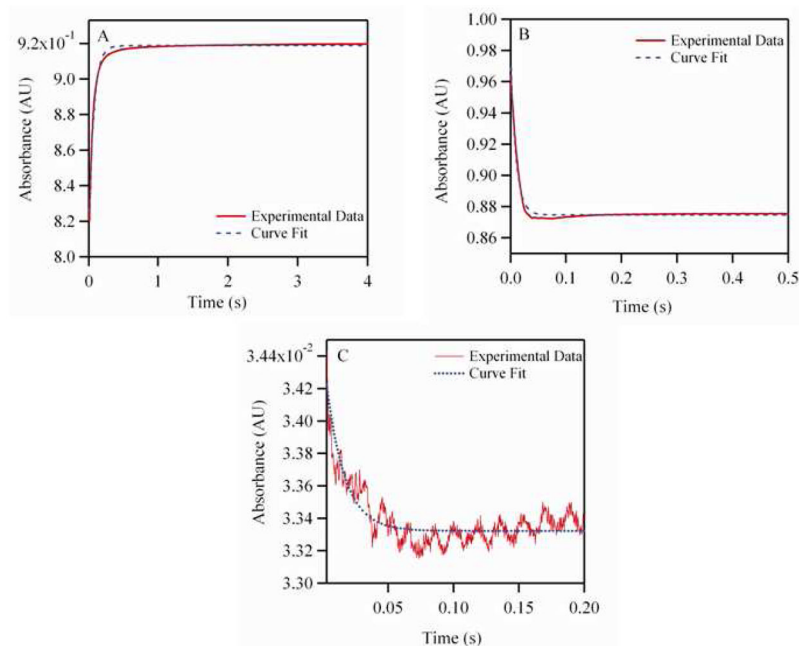 A
9.2x10⁻¹
9.0
8.8
8.6
8.4
8.2
8.0
Absorbance (AU)
Experimental Data
Curve Fit
0
1
2
3
4
Time (s)
B
1.00
0.98
0.96
0.94
0.92
0.90
0.88
0.86
Absorbance (AU)
Experimental Data
Curve Fit
0.0
0.1
0.2
0.3
0.4
0.5
Time (s)
C
3.44x10⁻²
3.42
3.40
3.38
3.36
3.34
3.32
3.30
Absorbance (AU)
Experimental Data
Curve Fit
0.05
0.10
0.15
0.20
Time (s)